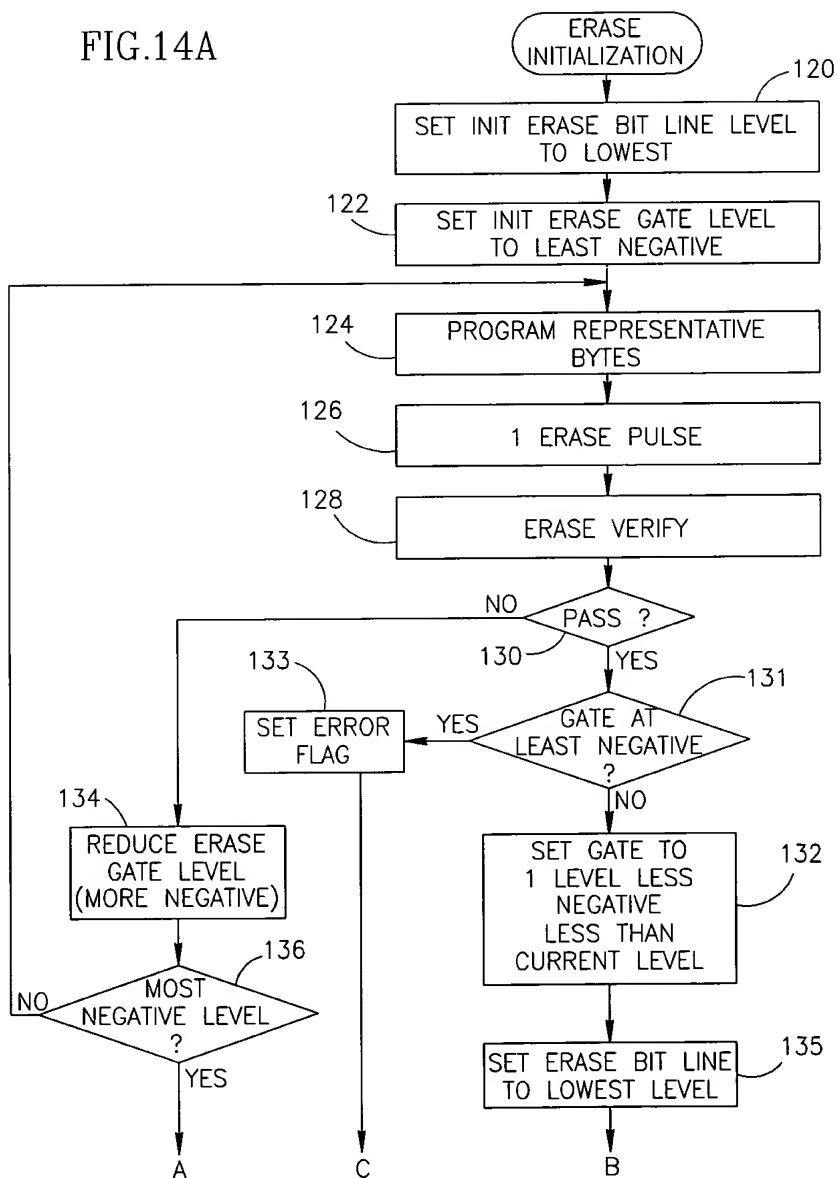 FIG.14A
ERASE
INITIALIZATION
120
SET INIT ERASE BIT LINE LEVEL
TO LOWEST
122
SET INIT ERASE GATE LEVEL
TO LEAST NEGATIVE
124
PROGRAM REPRESENTATIVE
BYTES
126
1 ERASE PULSE
128
ERASE VERIFY
NO
PASS ?
130
YES
133
131
SET ERROR
FLAG
YES
GATE AT
LEAST NEGATIVE
?
NO
134
REDUCE ERASE
GATE LEVEL
(MORE NEGATIVE)
132
SET GATE TO
1 LEVEL LESS
NEGATIVE
LESS THAN
CURRENT LEVEL
136
NO
MOST
NEGATIVE LEVEL
?
YES
135
SET ERASE BIT LINE
TO LOWEST LEVEL
A
C
B